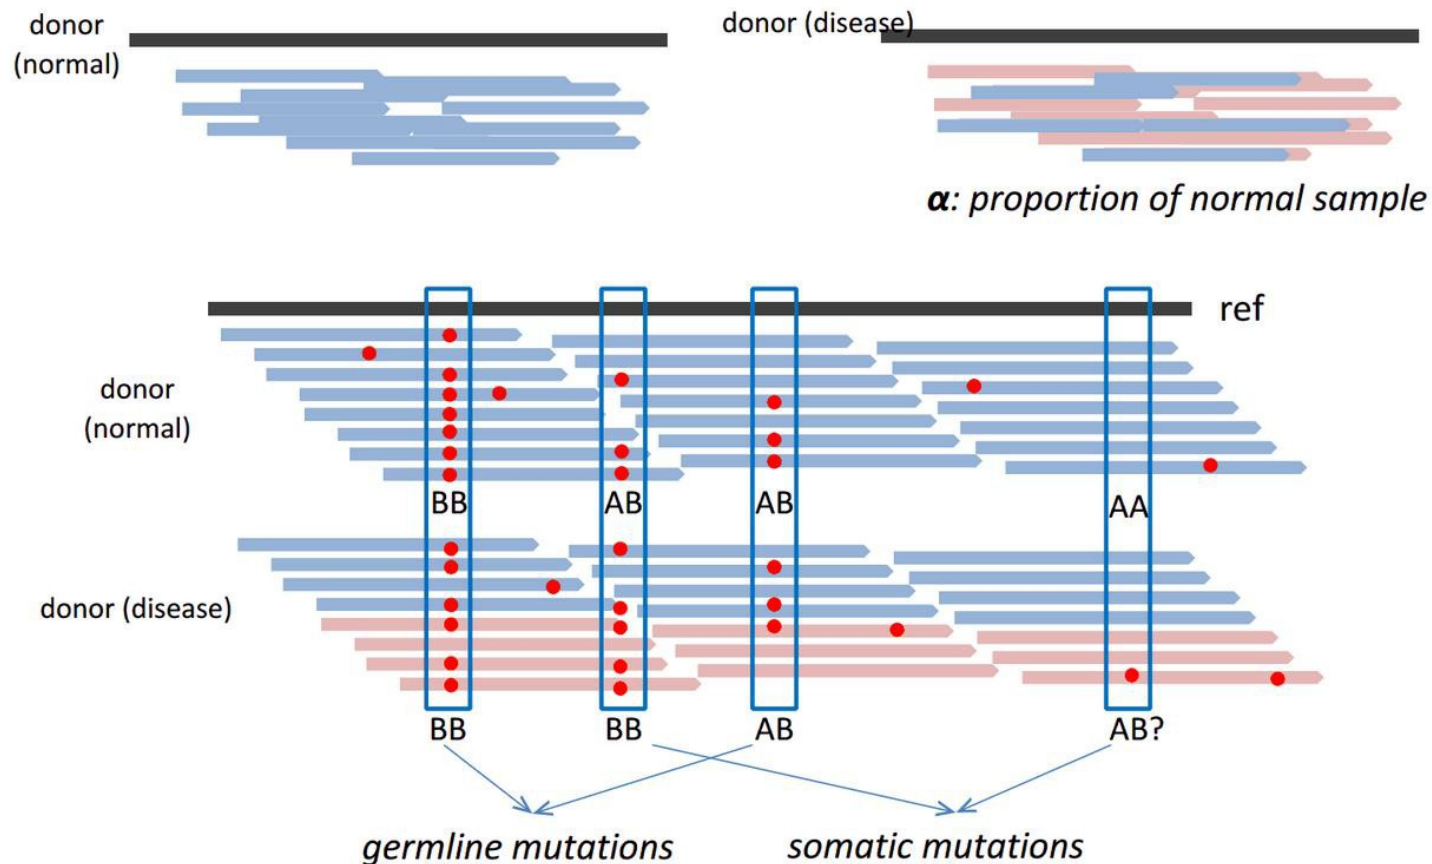 donor
(normal)
donor (disease)
α: proportion of normal sample
ref
donor
(normal)
BB
AB
AB
AA
donor (disease)
BB
BB
AB
AB?
germline mutations
somatic mutations